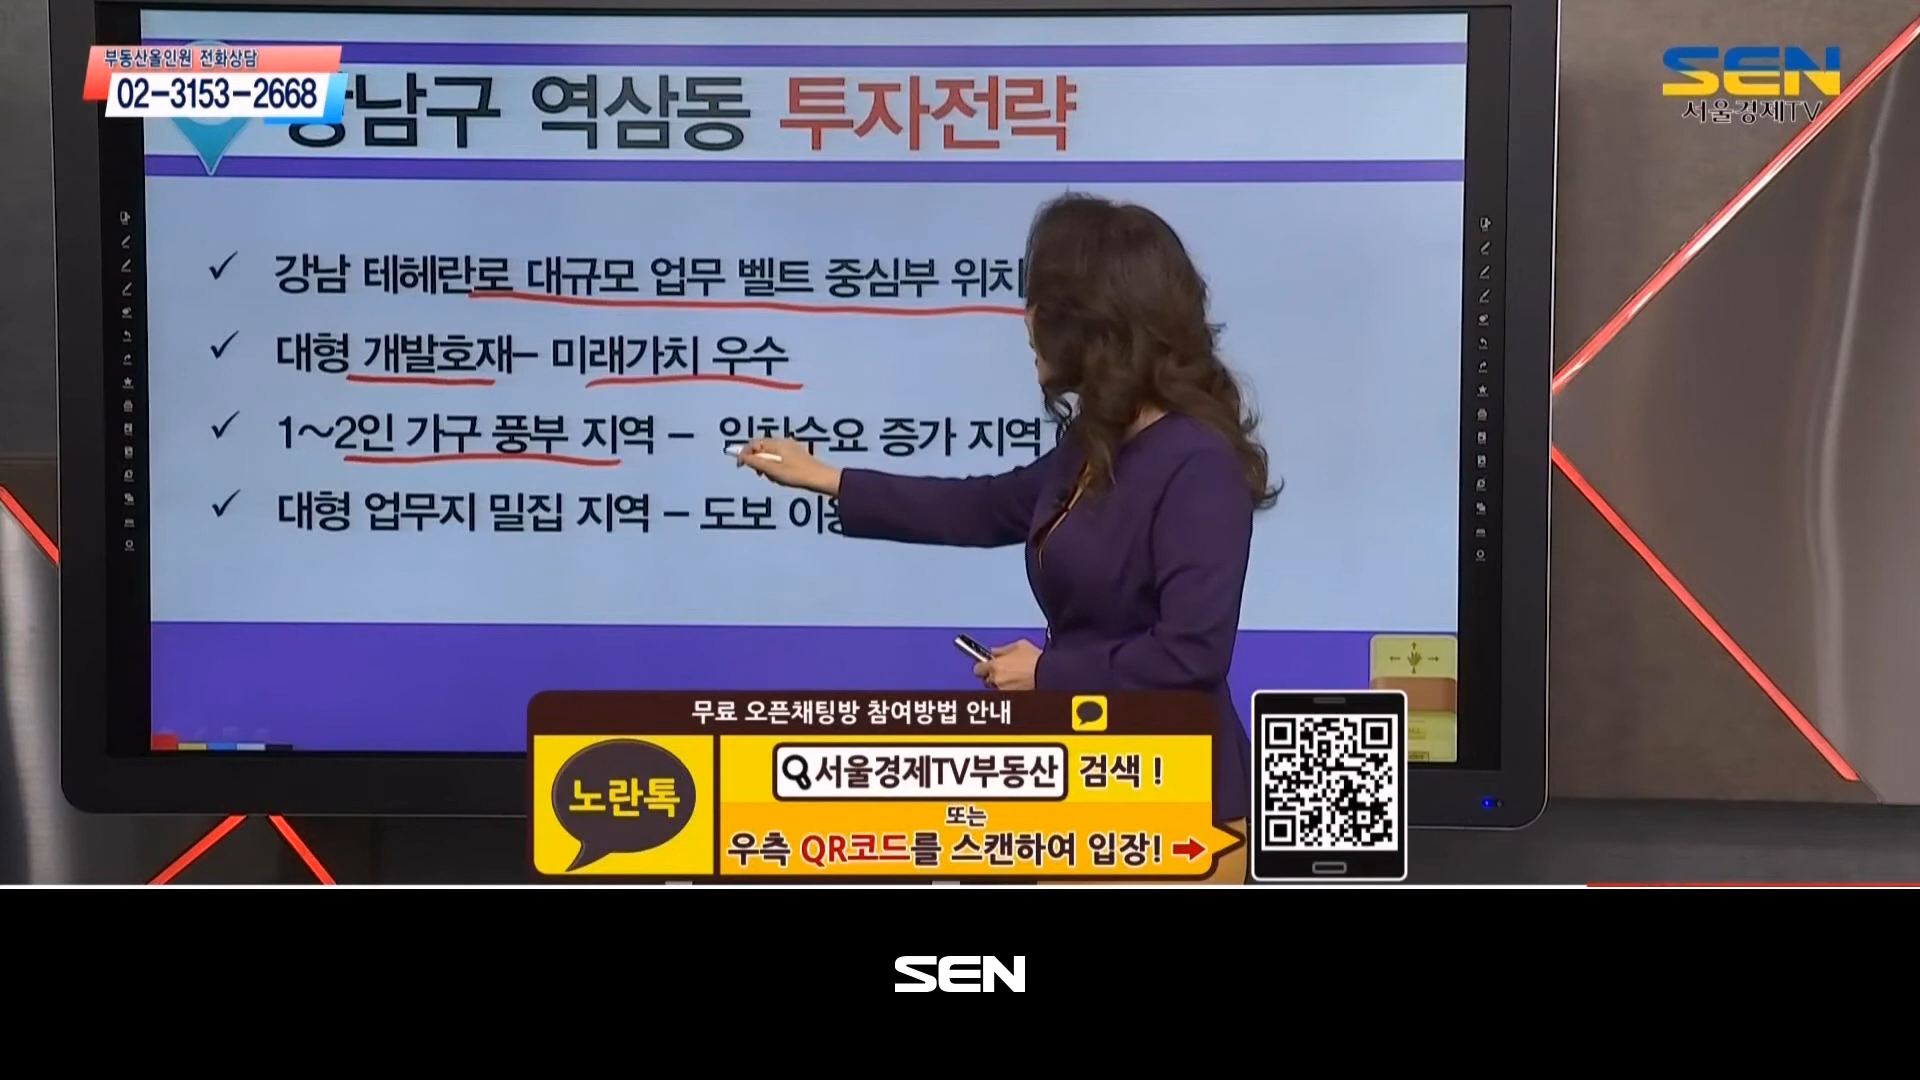 부동산올인원 전화상담
02-3153-2668
SEN
서울경제TV
강남구 역삼동 투자전략
✓ 강남 테헤란로 대규모 업무 벨트 중심부 위치
✓ 대형 개발호재- 미래가치 우수
✓ 1~2인 가구 풍부 지역 - 임차수요 증가 지역
✓ 대형 업무지 밀집 지역 - 도보 이용
무료 오픈채팅방 참여방법 안내
노란톡
서울경제TV부동산 검색 !
또는
우측 QR코드를 스캔하여 입장!
SEN